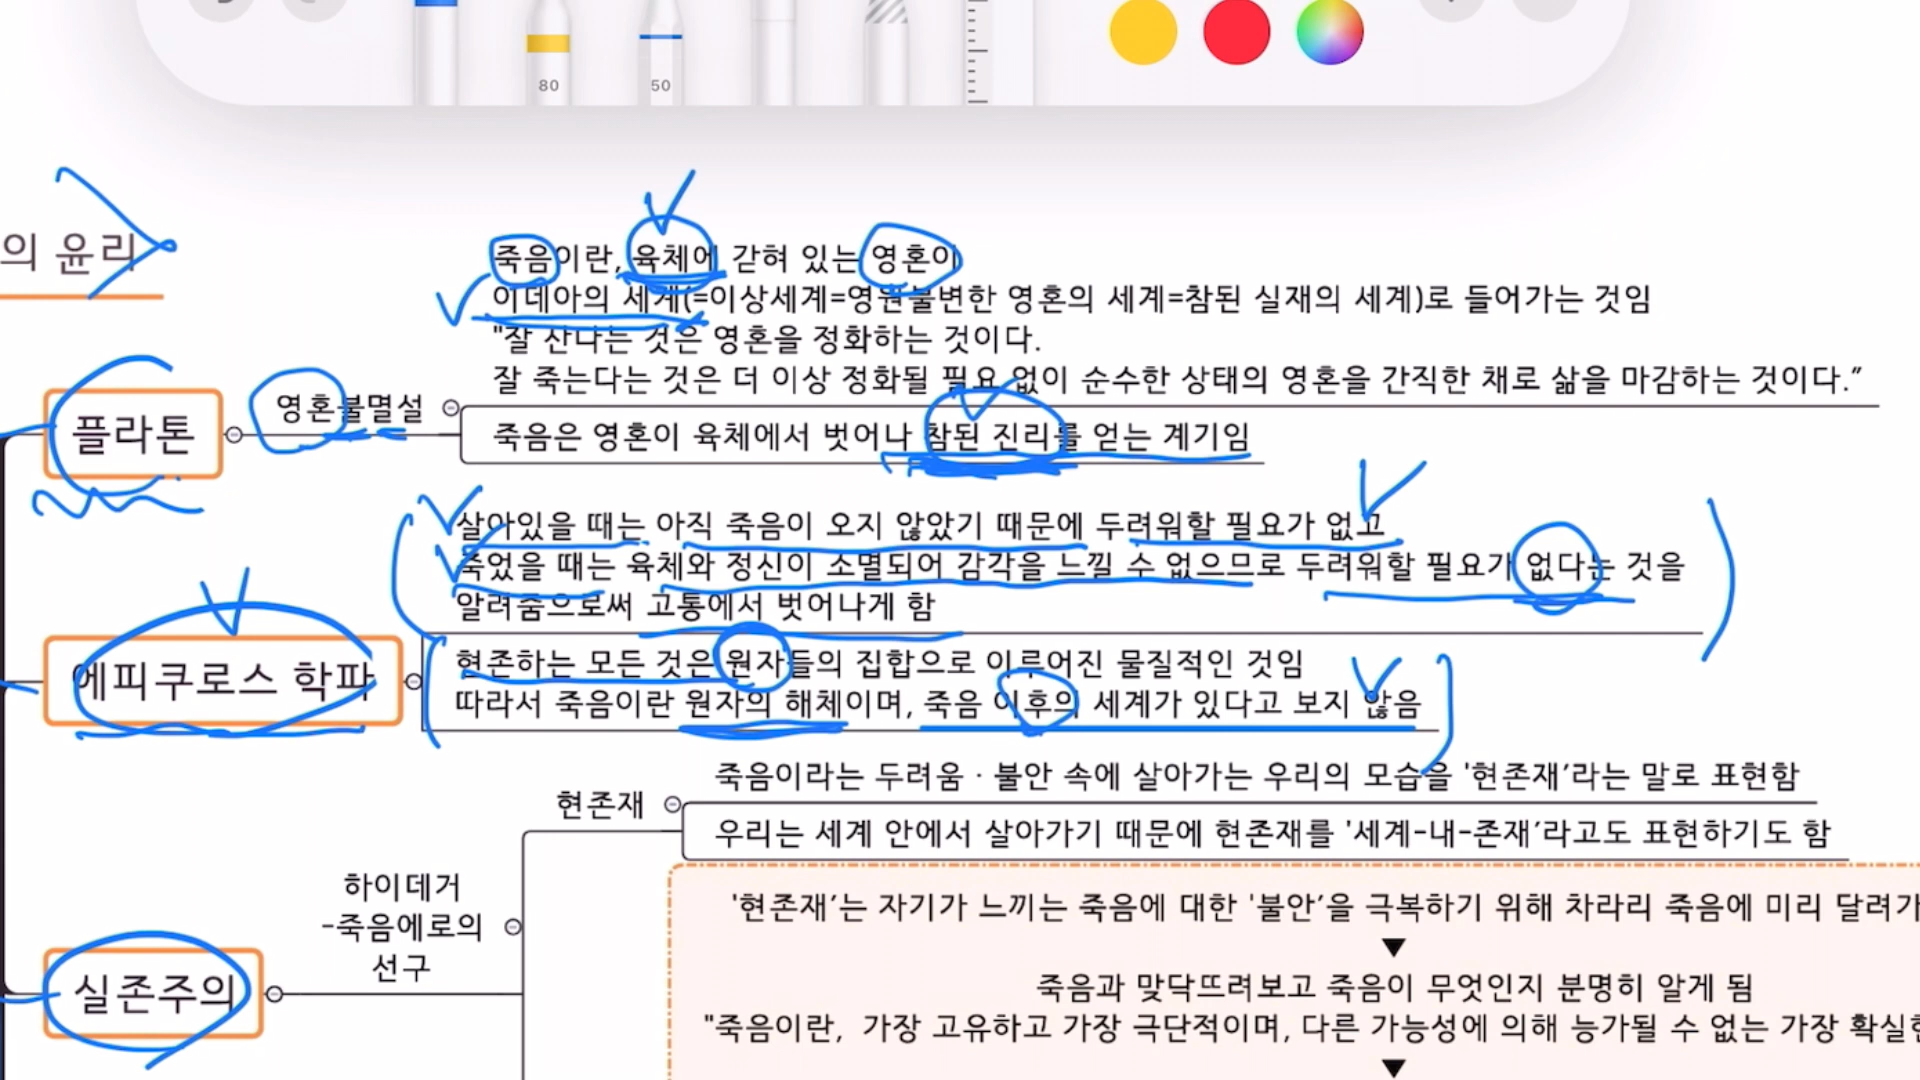 80
50
의 윤리
죽음이란, 육체에 갇혀 있는 영혼이
이데아의 세계(=이상세계=영원불변한 영혼의 세계=참된 실재의 세계)로 들어가는 것임
"잘 산다는 것은 영혼을 정화하는 것이다.
잘 죽는다는 것은 더 이상 정화될 필요 없이 순수한 상태의 영혼을 간직한 채로 삶을 마감하는 것이다."
플라톤
영혼불멸설
죽음은 영혼이 육체에서 벗어나 참된 진리를 얻는 계기임
살아있을 때는 아직 죽음이 오지 않았기 때문에 두려워할 필요가 없고
죽었을 때는 육체와 정신이 소멸되어 감각을 느낄 수 없으므로 두려워할 필요가 없다는 것을
알려줌으로써 고통에서 벗어나게 함
에피쿠로스 학파
현존하는 모든 것은 원자들의 집합으로 이루어진 물질적인 것임
따라서 죽음이란 원자의 해체이며, 죽음 이후의 세계가 있다고 보지 않음
현존재
죽음이라는 두려움 · 불안 속에 살아가는 우리의 모습을 '현존재'라는 말로 표현함
우리는 세계 안에서 살아가기 때문에 현존재를 '세계-내-존재'라고도 표현하기도 함
하이데거
-죽음에로의
선구
실존주의
'현존재'는 자기가 느끼는 죽음에 대한 '불안'을 극복하기 위해 차라리 죽음에 미리 달려가
죽음과 맞닥뜨려보고 죽음이 무엇인지 분명히 알게 됨
"죽음이란, 가장 고유하고 가장 극단적이며, 다른 가능성에 의해 능가될 수 없는 가장 확실한